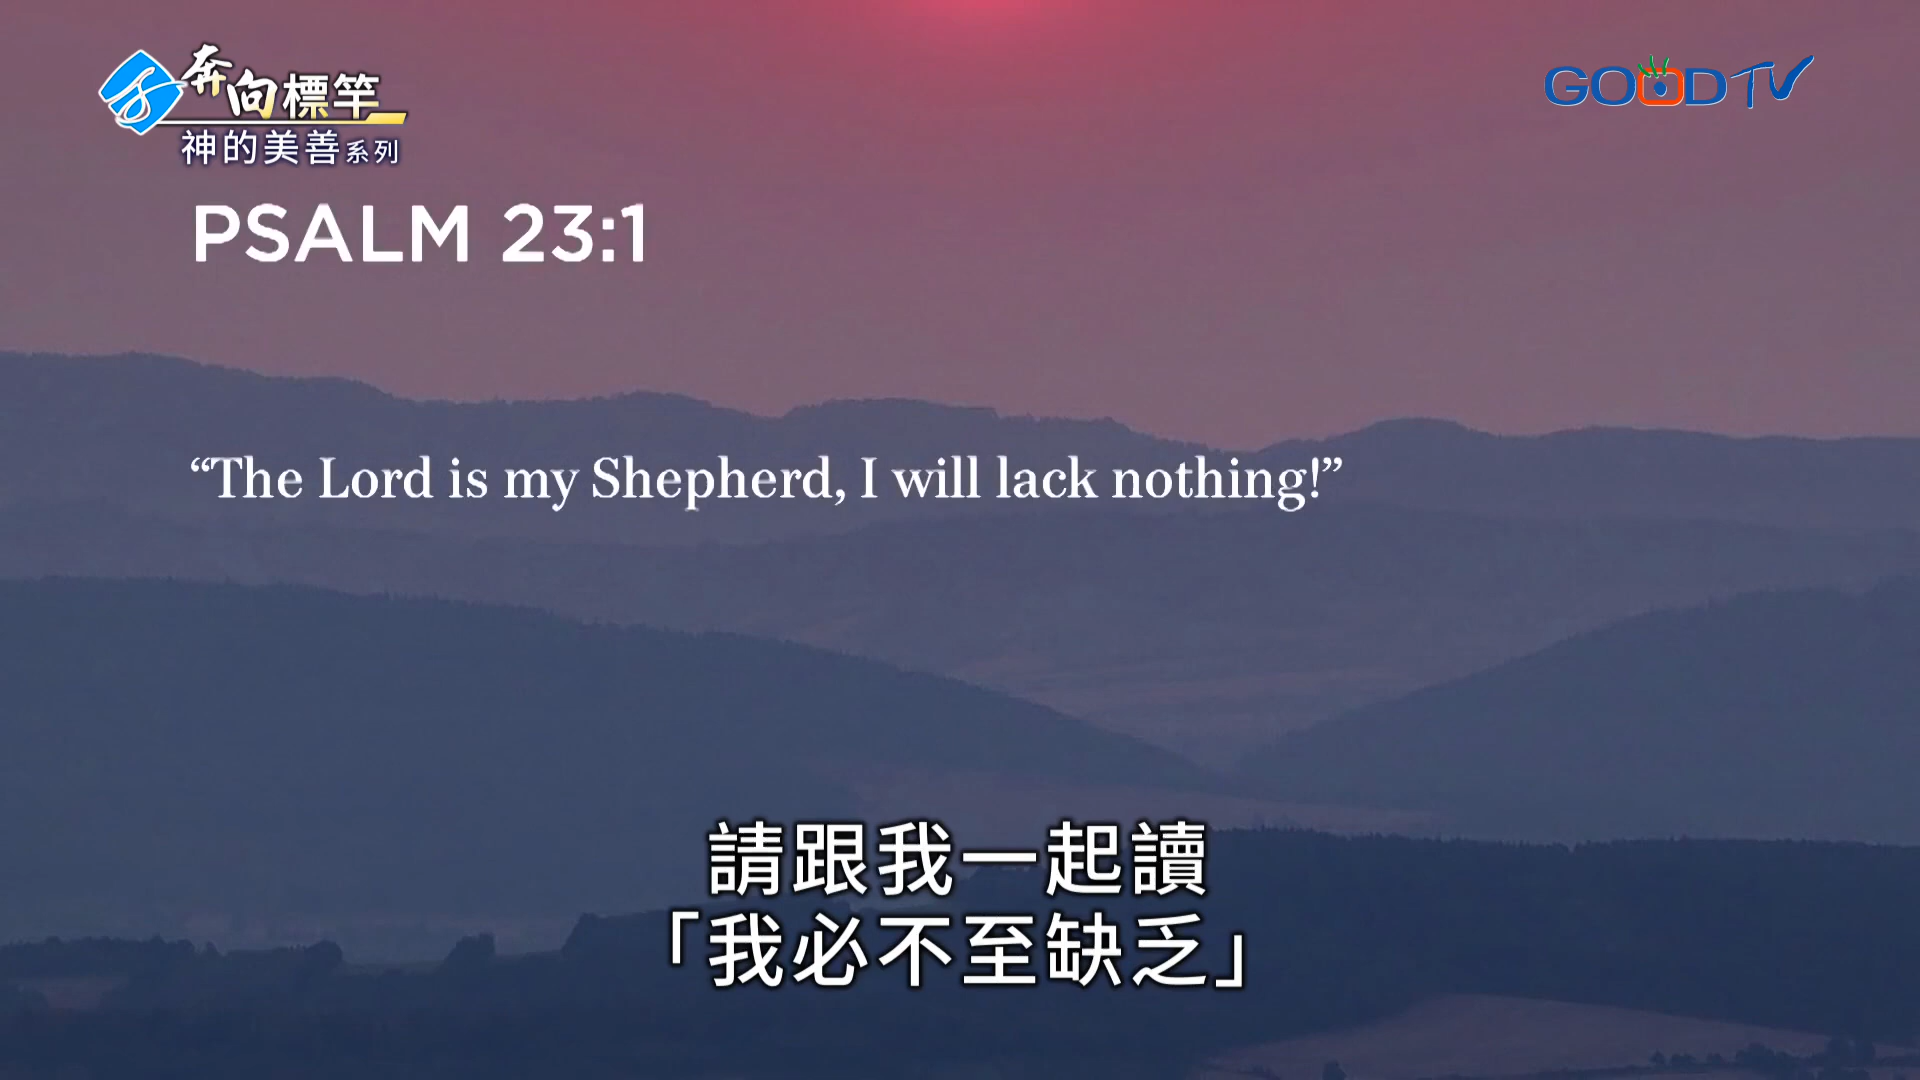 奔向標竿
神的美善系列
GOODTV
PSALM 23:1
“The Lord is my Shepherd, I will lack nothing!”
請跟我一起讀
「我必不至缺乏」